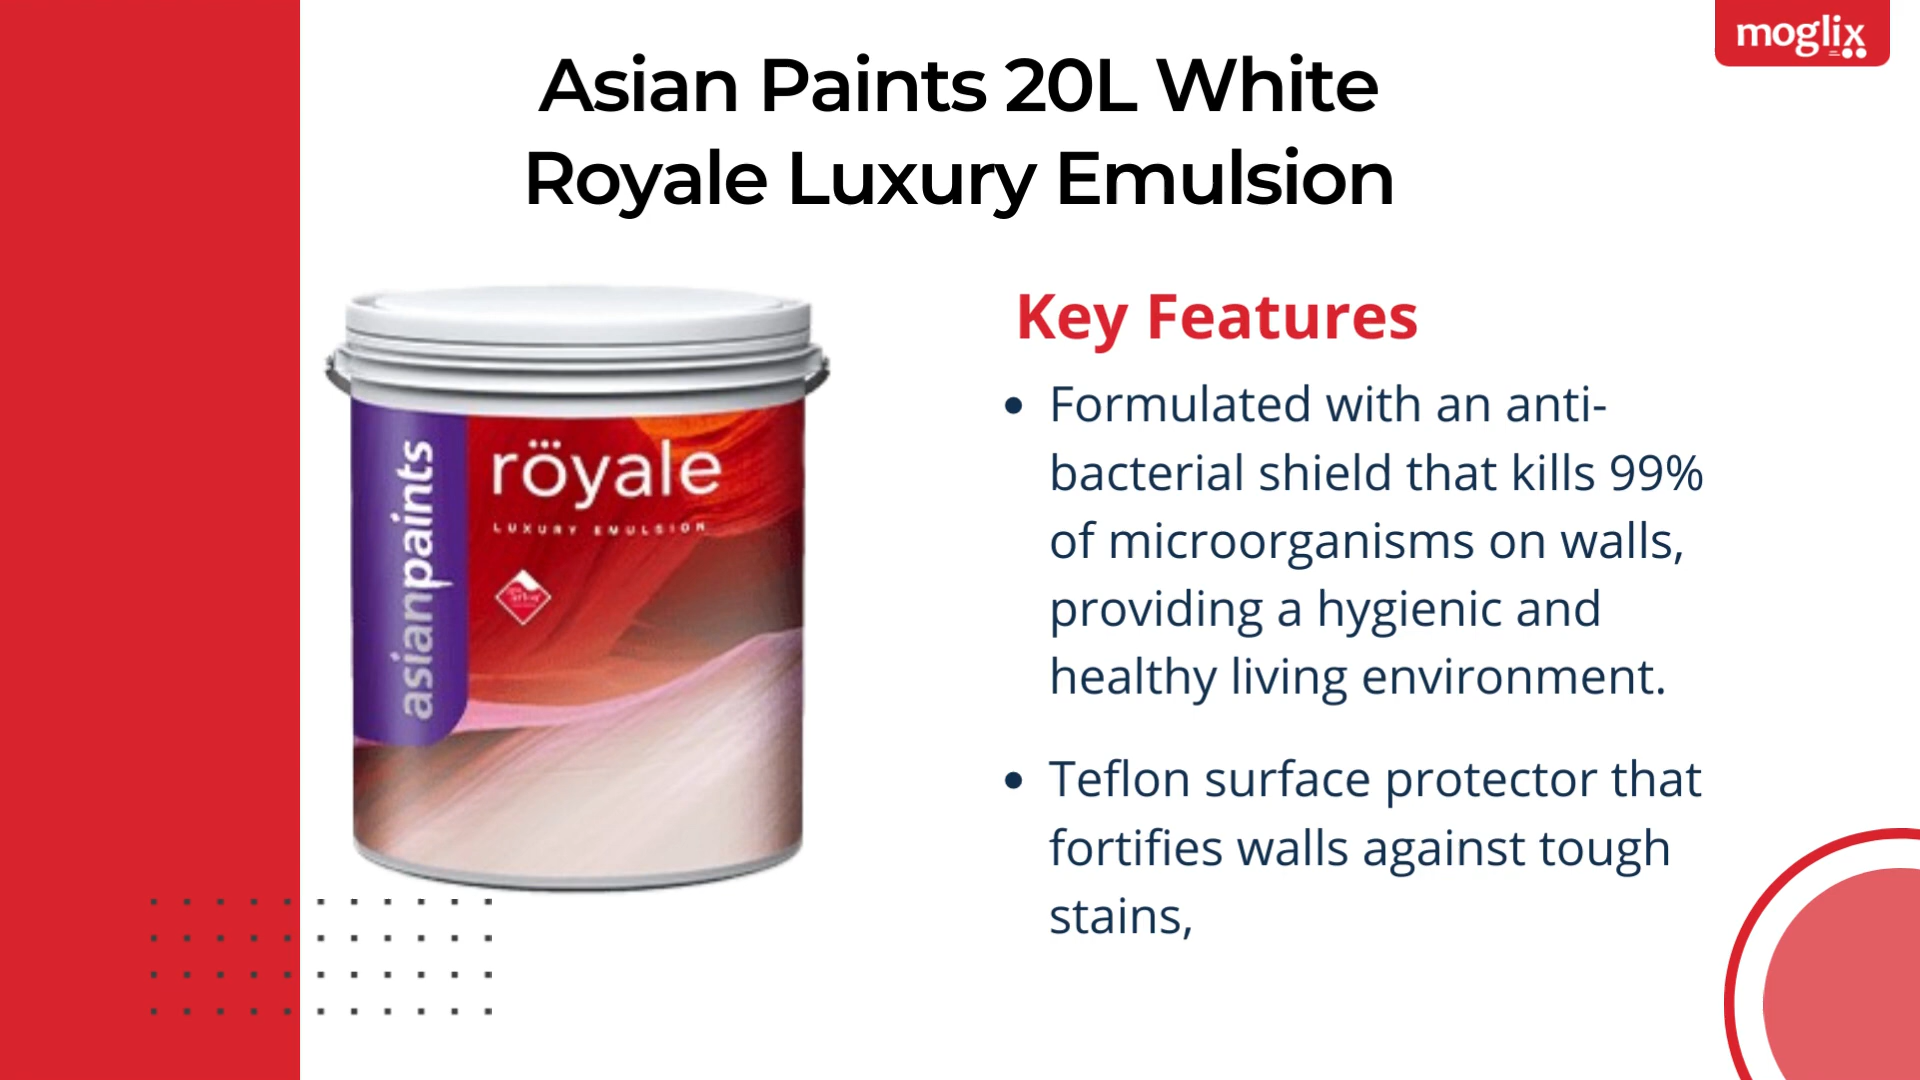 moglix
Asian Paints 20L White
Royale Luxury Emulsion
asianpaints
röyale
LUXURY EMULSION
Key Features
• Formulated with an anti-
bacterial shield that kills 99%
of microorganisms on walls,
providing a hygienic and
healthy living environment.
• Teflon surface protector that
fortifies walls against tough
stains,